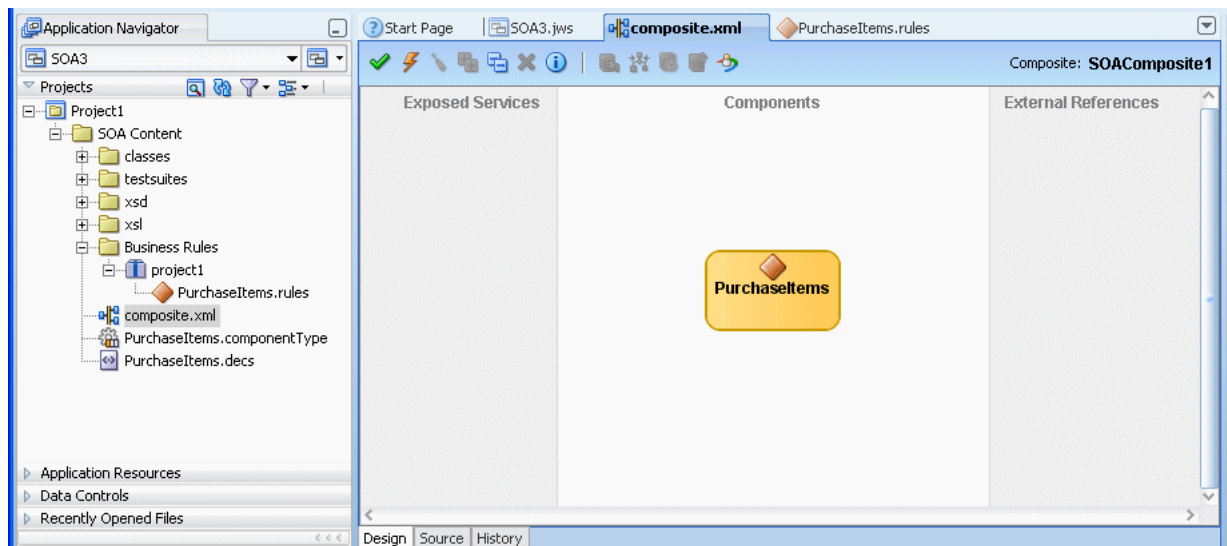 Application Navigator
SOA3
Projects
Project1
SOA Content
classes
testsuites
xsd
xsl
Business Rules
project1
PurchaseItems.rules
composite.xml
PurchaseItems.componentType
PurchaseItems.decs
Application Resources
Data Controls
Recently Opened Files
Start Page SOA3.jws composite.xml PurchaseItems.rules
Composite: SOAComposite1
Exposed Services Components External References
PurchaseItems
Design Source History